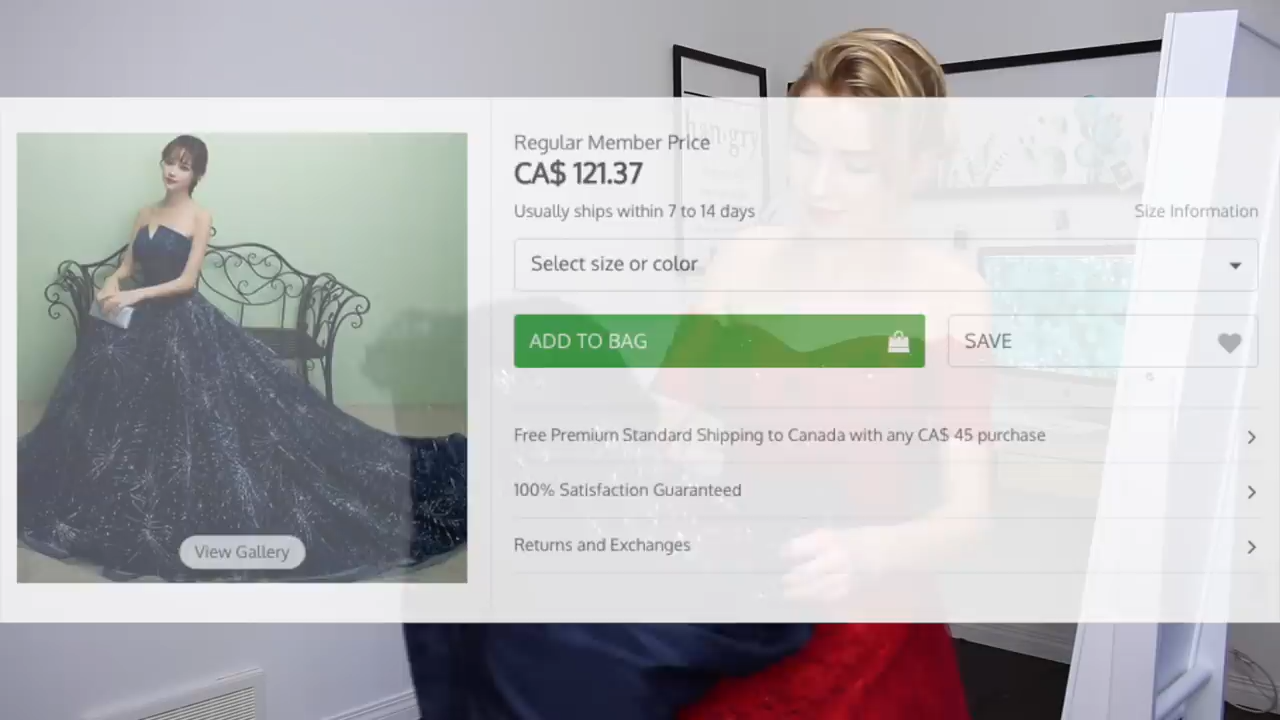 hangry
Regular Member Price
CA$ 121.37
Usually ships within 7 to 14 days
Size Information
Select size or color
ADD TO BAG
SAVE
Free Premium Standard Shipping to Canada with any CA$ 45 purchase
100% Satisfaction Guaranteed
Returns and Exchanges
View Gallery